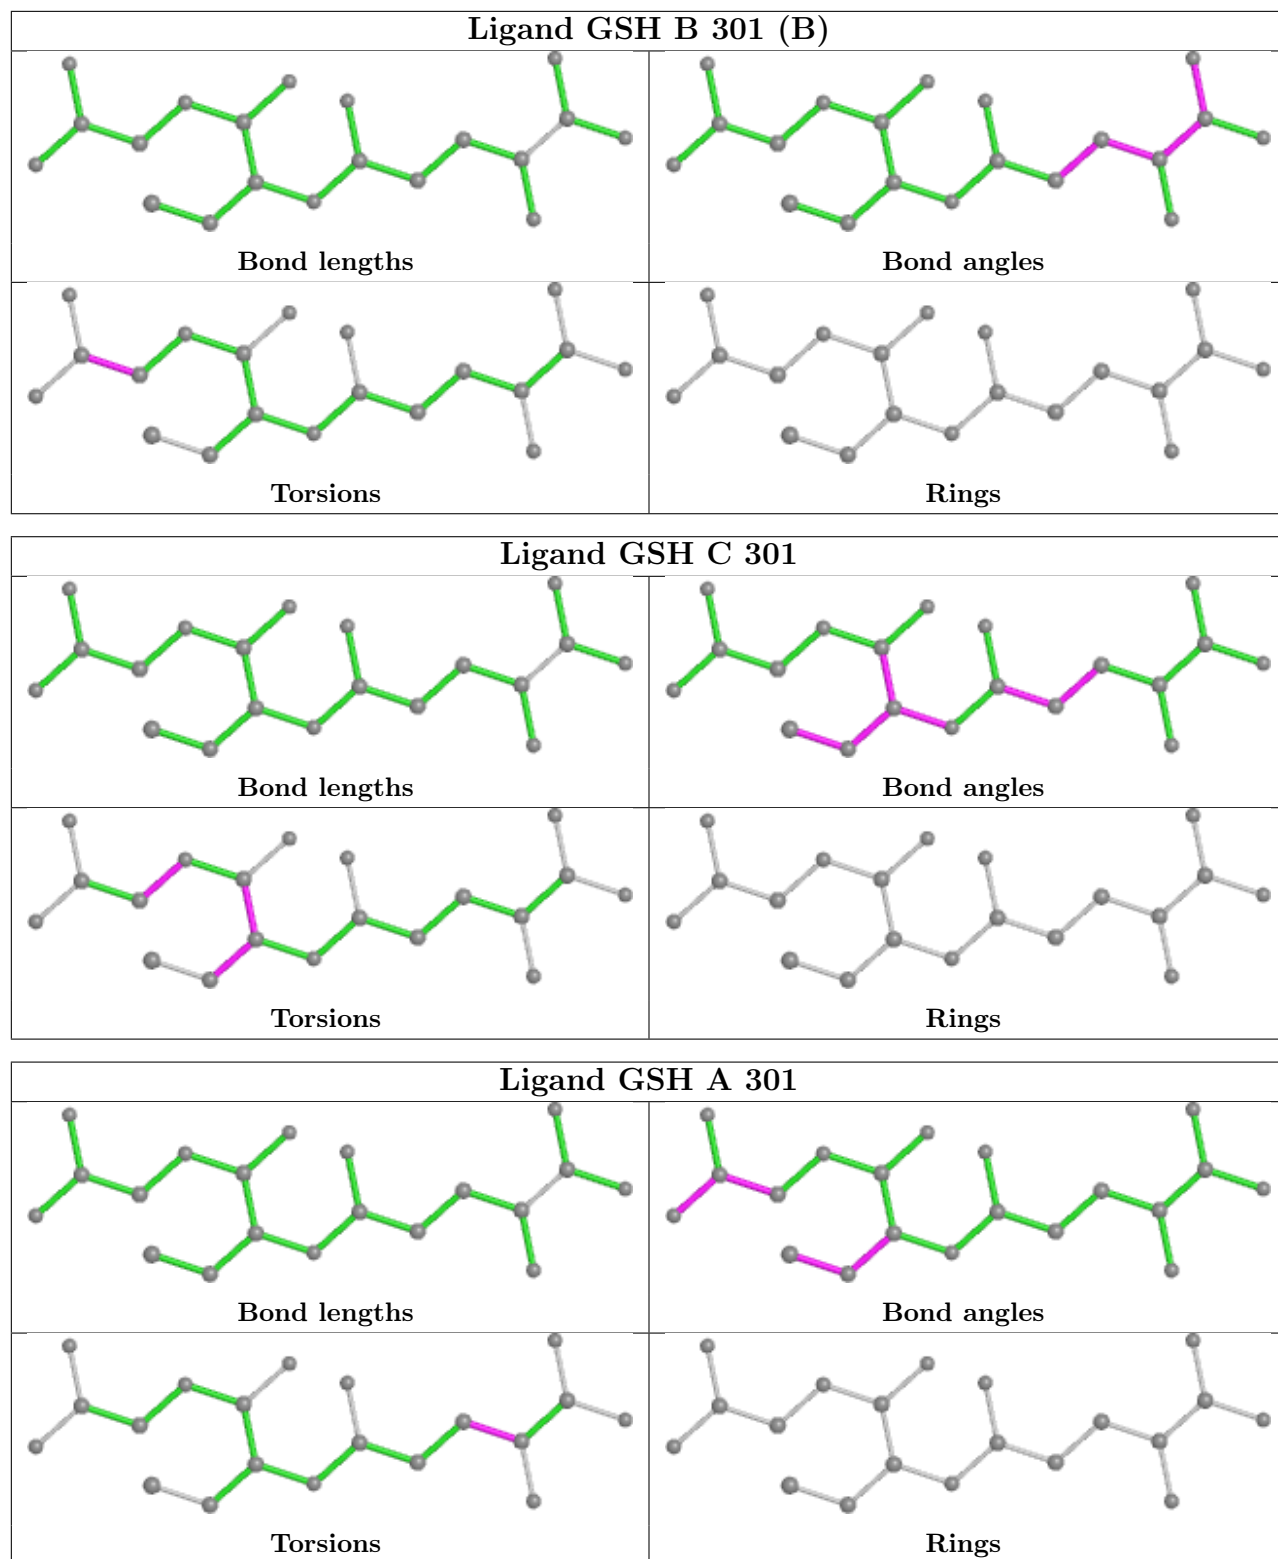 Ligand GSH B 301 (B)
Bond lengths
Bond angles
Torsions
Rings
Ligand GSH C 301
Bond lengths
Bond angles
Torsions
Rings
Ligand GSH A 301
Bond lengths
Bond angles
Torsions
Rings